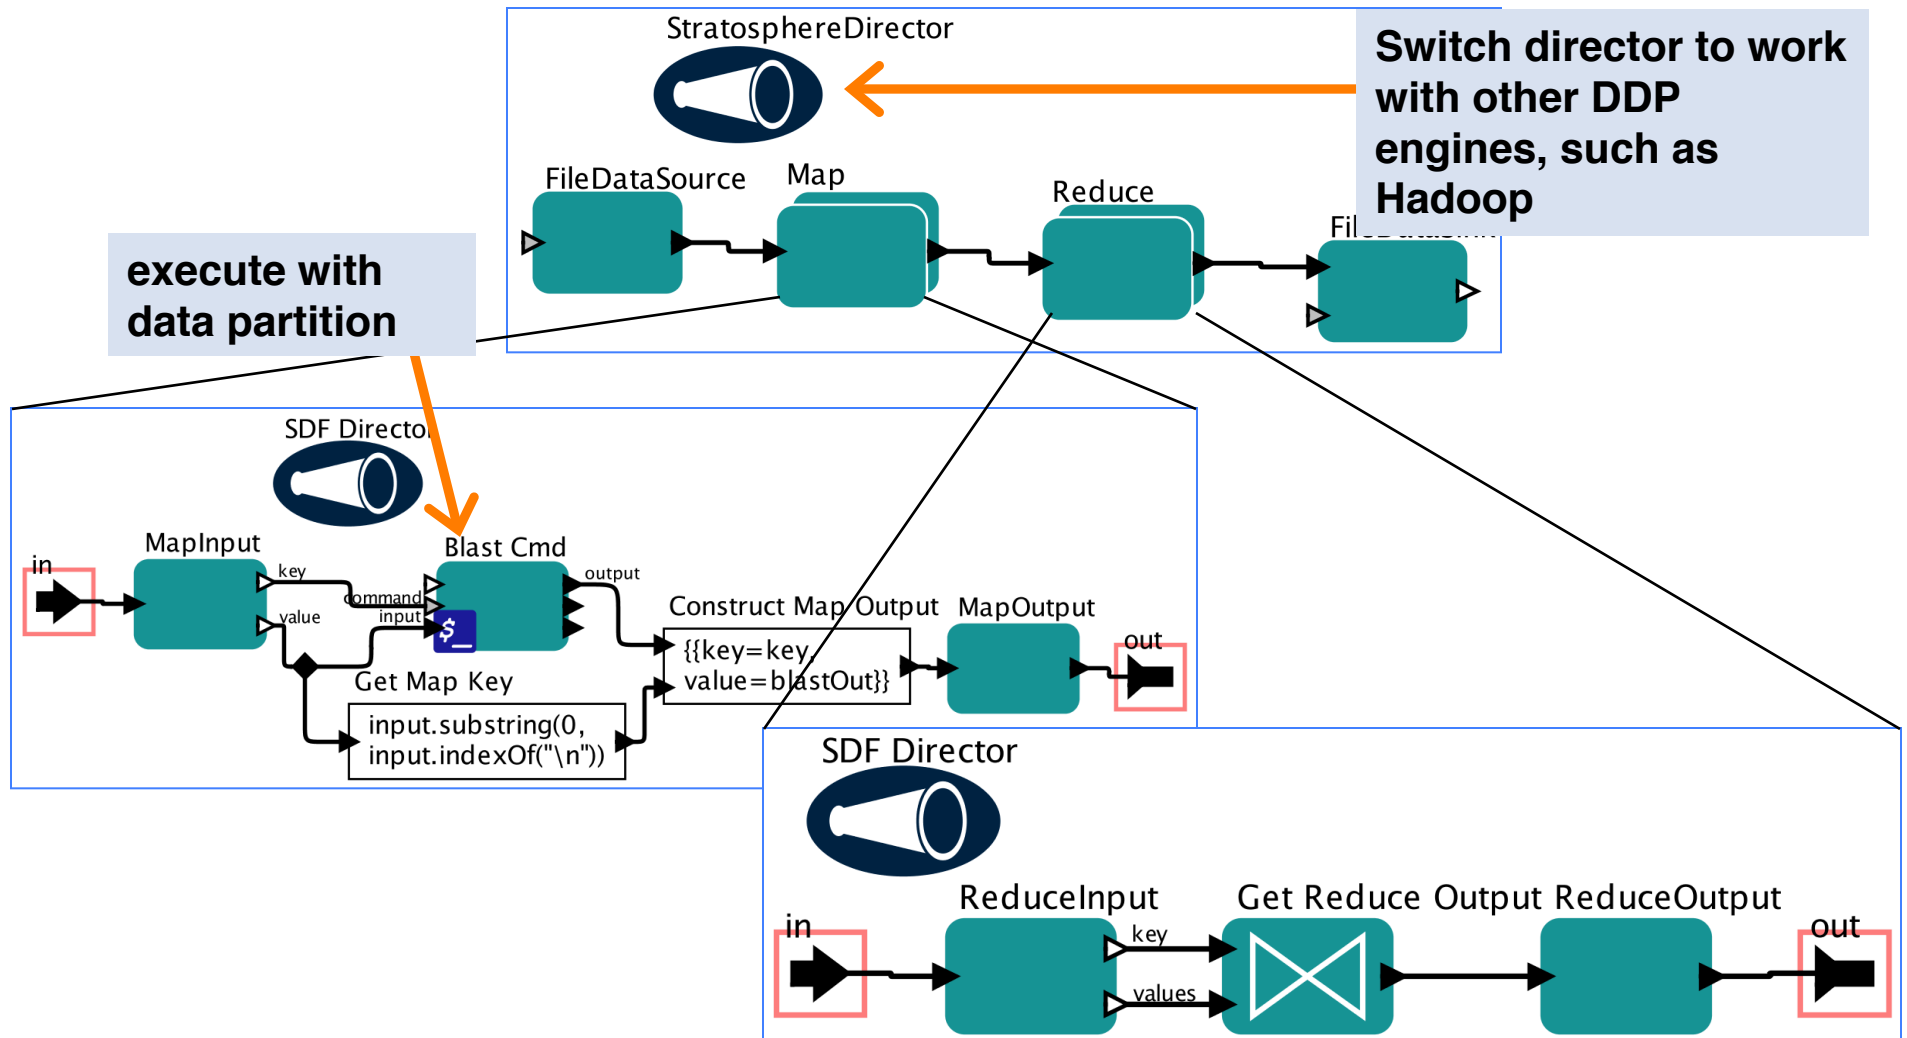 StratosphereDirector
Switch director to work
with other DDP
engines, such as
Hadoop
FileDataSource
Map
Reduce
execute with
data partition
SDF Director
MapInput
Blast Cmd
in
key
value
command
input
$_
output
Construct Map Output
{{key=key,
value=blastOut}}
MapOutput
out
Get Map Key
input.substring(0,
input.indexOf("\n"))
SDF Director
ReduceInput
Get Reduce Output
ReduceOutput
in
key
values
out